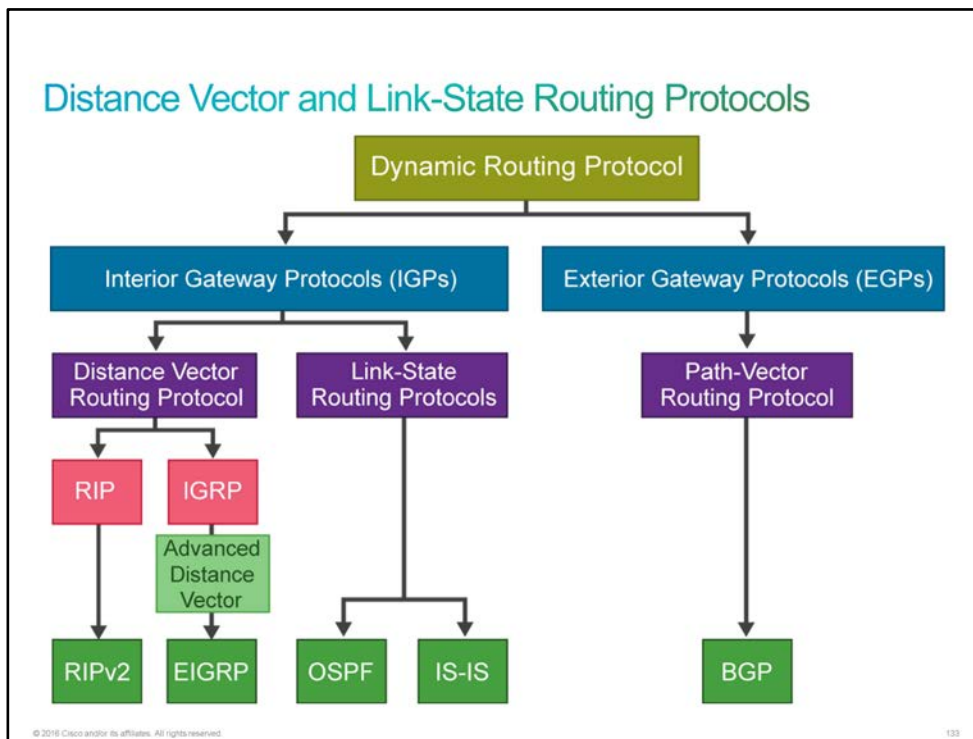 Distance Vector and Link-State Routing Protocols
Dynamic Routing Protocol
Interior Gateway Protocols (IGPs)
Exterior Gateway Protocols (EGPs)
Distance Vector
Routing Protocol
Link-State
Routing Protocols
Path-Vector
Routing Protocol
RIP
IGRP
Advanced
Distance
Vector
RIPv2
EIGRP
OSPF
IS-IS
BGP
© 2016 Cisco and/or its affiliates. All rights reserved.
133